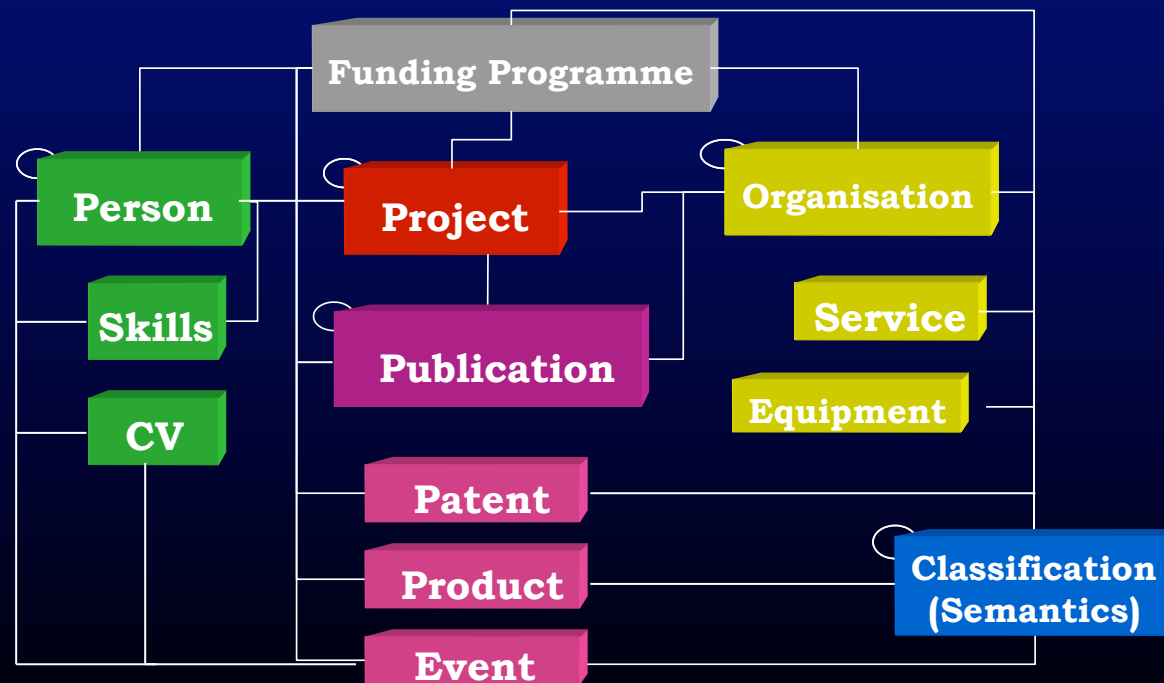 Funding Programme
Person
Project
Organisation
Skills
Service
Publication
Equipment
CV
Patent
Product
Classification
(Semantics)
Event